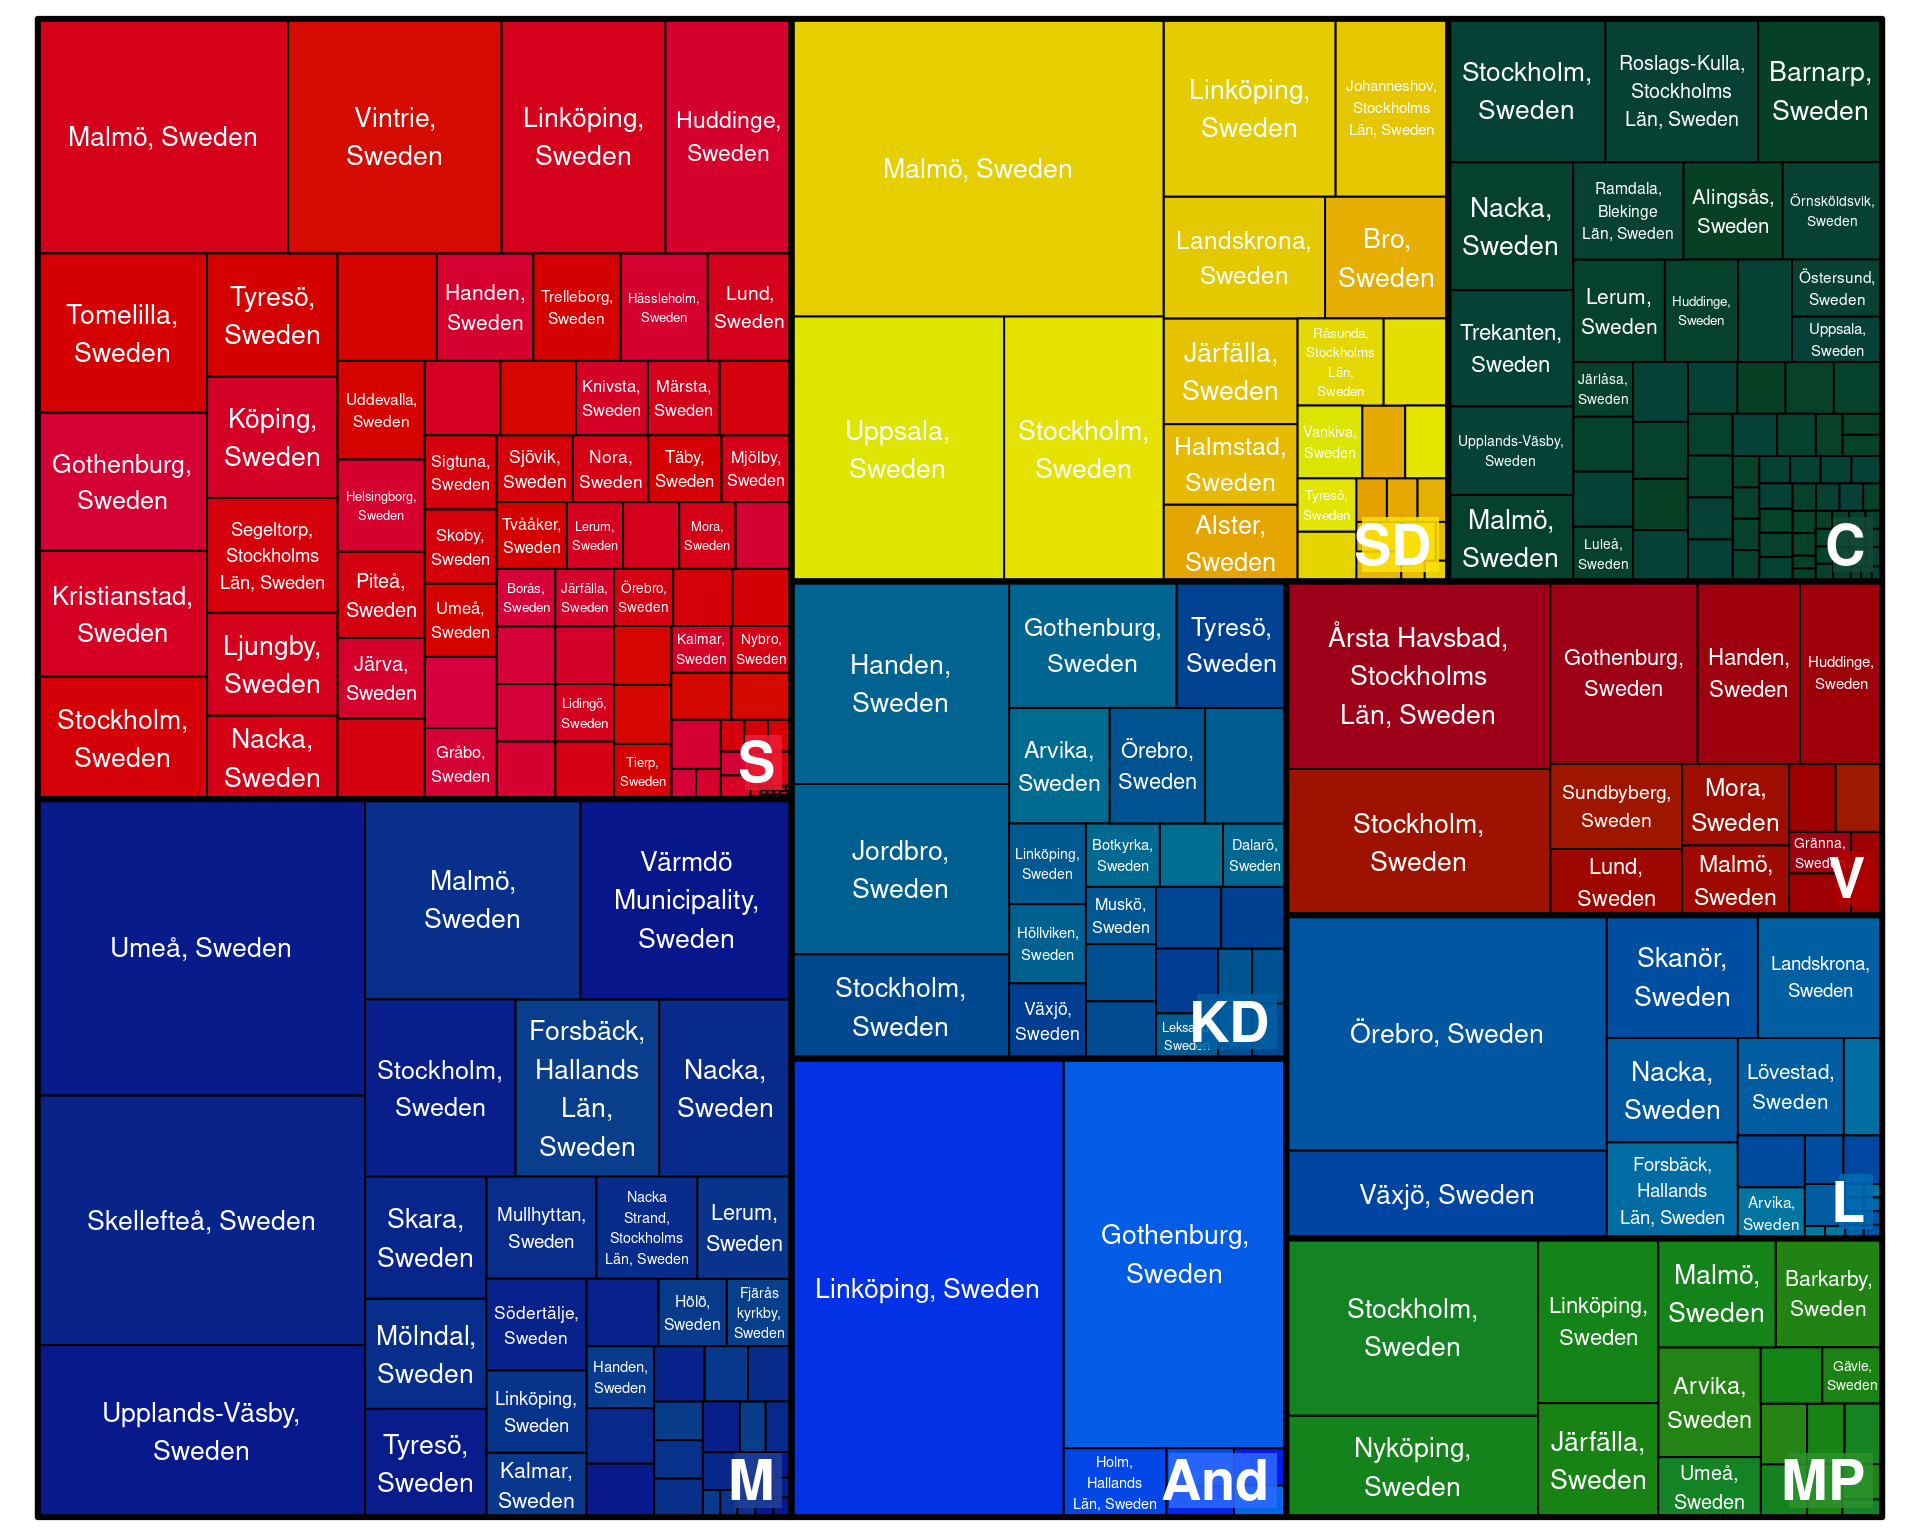 Malmö, Sweden
Vintrie,
Sweden
Linköping,
Sweden
Huddinge,
Sweden
Tomelilla,
Sweden
Tyresö,
Sweden
Handen,
Sweden
Trelleborg,
Sweden
Hässleholm,
Sweden
Lund,
Sweden
Gothenburg,
Sweden
Köping,
Sweden
Uddevalla,
Sweden
Knivsta,
Sweden
Märsta,
Sweden
Helsingborg,
Sweden
Sigtuna,
Sweden
Sjövik,
Sweden
Nora,
Sweden
Täby,
Sweden
Mjölby,
Sweden
Kristianstad,
Sweden
Segeltorp,
Stockholms
Län, Sweden
Skoby,
Sweden
Tvååker,
Sweden
Lerum,
Sweden
Mora,
Sweden
Piteå,
Sweden
Umeå,
Sweden
Borås,
Sweden
Järfälla,
Sweden
Örebro,
Sweden
Ljungby,
Sweden
Järva,
Sweden
Kalmar,
Sweden
Nybro,
Sweden
Stockholm,
Sweden
Nacka,
Sweden
Gråbo,
Sweden
Lidingö,
Sweden
Tierp,
Sweden
S
Malmö, Sweden
Linköping,
Sweden
Johanneshov,
Stockholms
Län, Sweden
Landskrona,
Sweden
Bro,
Sweden
Uppsala,
Sweden
Stockholm,
Sweden
Järfälla,
Sweden
Råsunda,
Stockholms
Län,
Sweden
Halmstad,
Sweden
Vankiva,
Sweden
Alster,
Sweden
Tyresö,
Sweden
SD
Stockholm,
Sweden
Roslags-Kulla,
Stockholms
Län, Sweden
Barnarp,
Sweden
Nacka,
Sweden
Ramdala,
Blekinge
Län, Sweden
Alingsås,
Sweden
Örnsköldsvik,
Sweden
Trekanten,
Sweden
Lerum,
Sweden
Huddinge,
Sweden
Östersund,
Sweden
Uppsala,
Sweden
Järlåsa,
Sweden
Upplands-Väsby,
Sweden
Malmö,
Sweden
Luleå,
Sweden
C
Umeå, Sweden
Malmö,
Sweden
Värmdö
Municipality,
Sweden
Skellefteå, Sweden
Stockholm,
Sweden
Forsbäck,
Hallands
Län,
Sweden
Nacka,
Sweden
Skara,
Sweden
Mullhyttan,
Sweden
Nacka
Strand,
Stockholms
Län, Sweden
Lerum,
Sweden
Upplands-Väsby,
Sweden
Mölndal,
Sweden
Södertälje,
Sweden
Hölö,
Sweden
Fjärås
kyrkby,
Sweden
Handen,
Sweden
Tyresö,
Sweden
Linköping,
Sweden
Kalmar,
Sweden
M
Handen,
Sweden
Gothenburg,
Sweden
Tyresö,
Sweden
Jordbro,
Sweden
Arvika,
Sweden
Örebro,
Sweden
Linköping,
Sweden
Botkyrka,
Sweden
Dalarö,
Sweden
Stockholm,
Sweden
Höllviken,
Sweden
Muskö,
Sweden
Växjö,
Sweden
Sweden
KD
Linköping, Sweden
Gothenburg,
Sweden
Holm,
Hallands
Län, Sweden
And
Årsta Havsbad,
Stockholms
Län, Sweden
Gothenburg,
Sweden
Handen,
Sweden
Huddinge,
Sweden
Stockholm,
Sweden
Sundbyberg,
Sweden
Mora,
Sweden
Lund,
Sweden
Malmö,
Sweden
Gränna,
Sweden
V
Örebro, Sweden
Skanör,
Sweden
Landskrona,
Sweden
Nacka,
Sweden
Lövestad,
Sweden
Växjö, Sweden
Forsbäck,
Hallands
Län, Sweden
Arvika,
Sweden
L
Stockholm,
Sweden
Linköping,
Sweden
Malmö,
Sweden
Barkarby,
Sweden
Nyköping,
Sweden
Järfälla,
Sweden
Arvika,
Sweden
Gävle,
Sweden
Umeå,
Sweden
MP